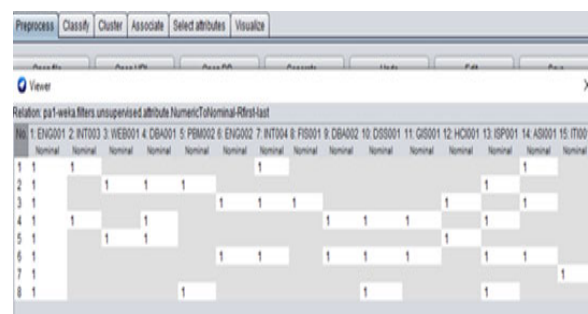 Preprocess Classify Cluster Associate Select attributes Visualize
Viewer
Relation: pa1-weka.filters.unsupervised.attribute.NumericToNominal-Rfirst-last
No. 1: ENG001 2: INT003 3: WEB001 4: DBA001 5: PBM002 6: ENG002 7: INT004 8: FIS001 9: DBA002 10: DSS001 11: GIS001 12: HCI001 13: ISP001 14: ASI001 15: IT00
Nominal Nominal Nominal Nominal Nominal Nominal Nominal Nominal Nominal Nominal Nominal Nominal Nominal Nominal Nominal
1 1 1 1 1
2 1 1 1 1 1
3 1 1 1 1 1 1
4 1 1 1 1 1 1 1
5 1 1 1 1
6 1 1 1 1 1 1 1 1
7 1 1
8 1 1 1 1